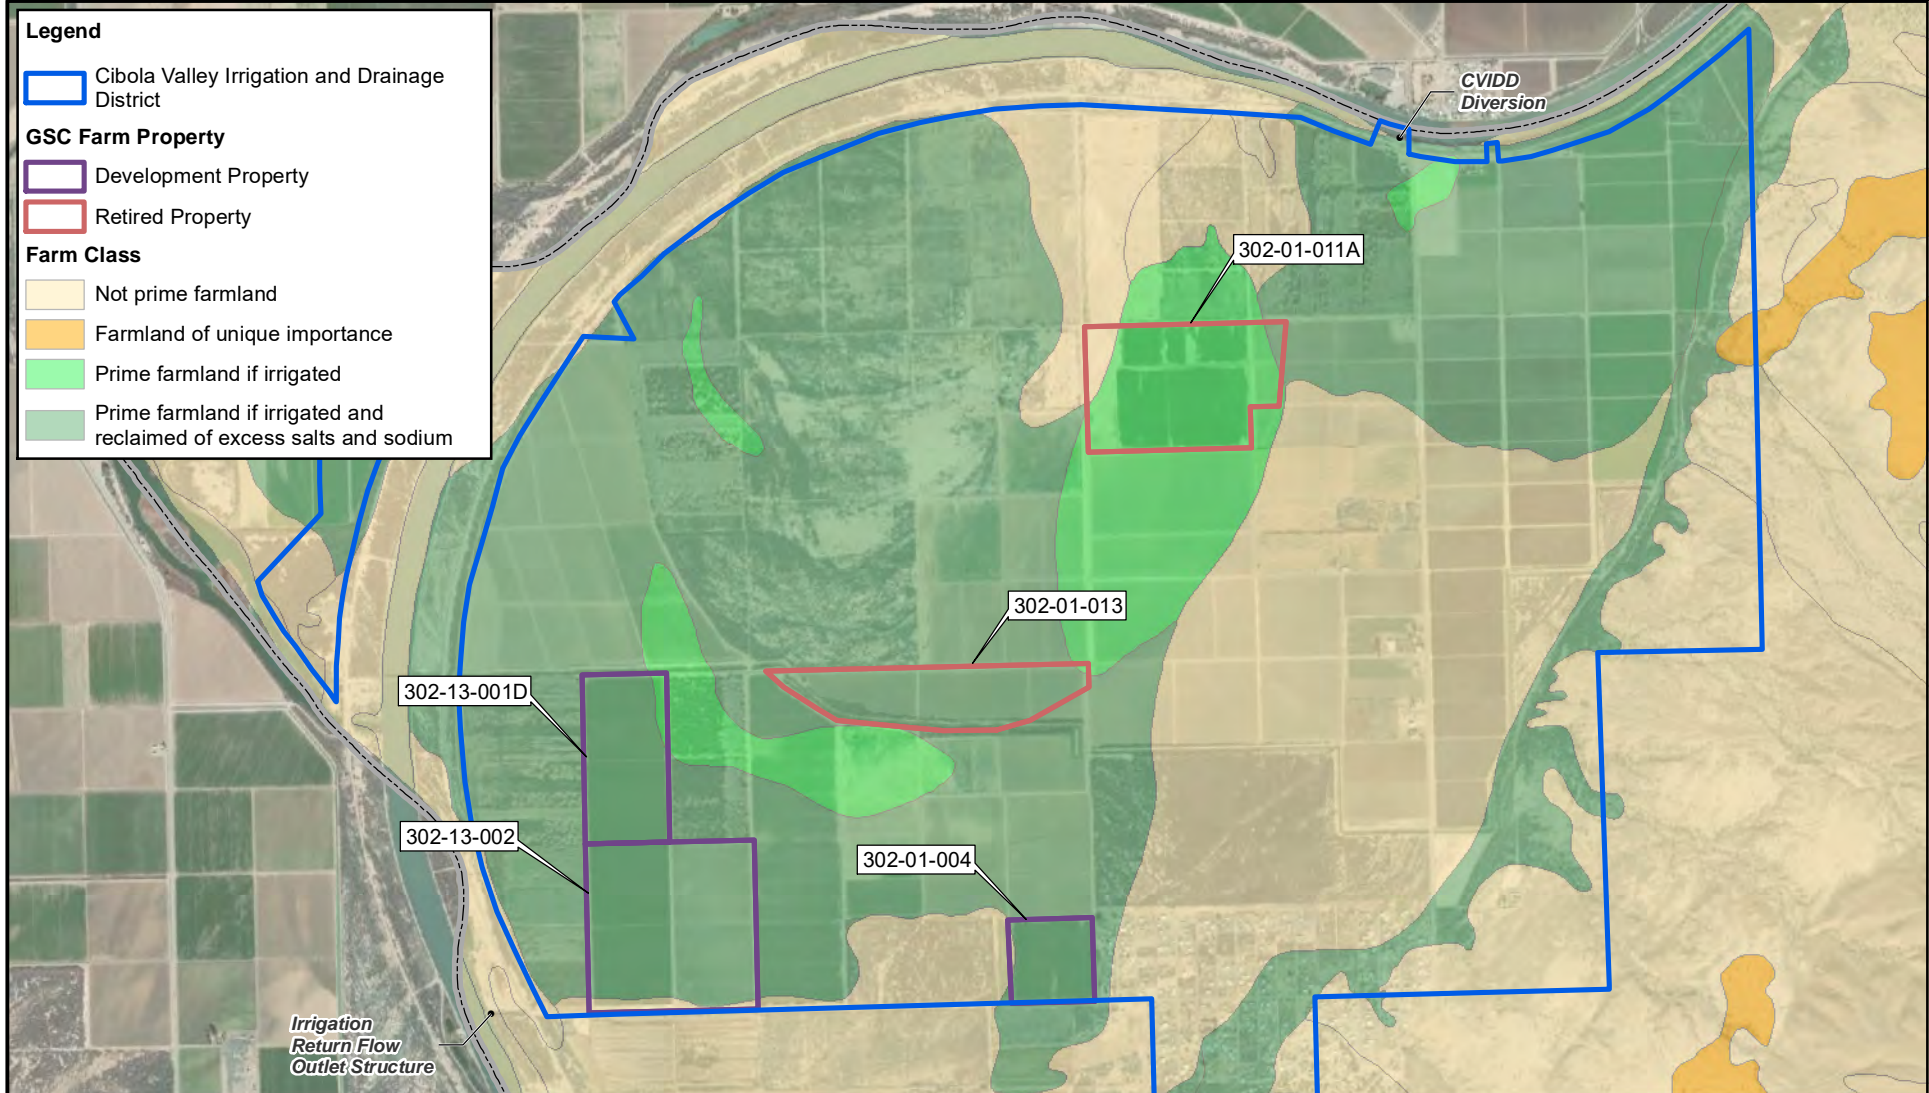 Legend
Cibola Valley Irrigation and Drainage
District
GSC Farm Property
Development Property
Retired Property
Farm Class
Not prime farmland
Farmland of unique importance
Prime farmland if irrigated
Prime farmland if irrigated and
reclaimed of excess salts and sodium
CVIDD
Diversion
302-01-011A
302-01-013
302-13-001D
302-13-002
302-01-004
Irrigation
Return Flow
Outlet Structure